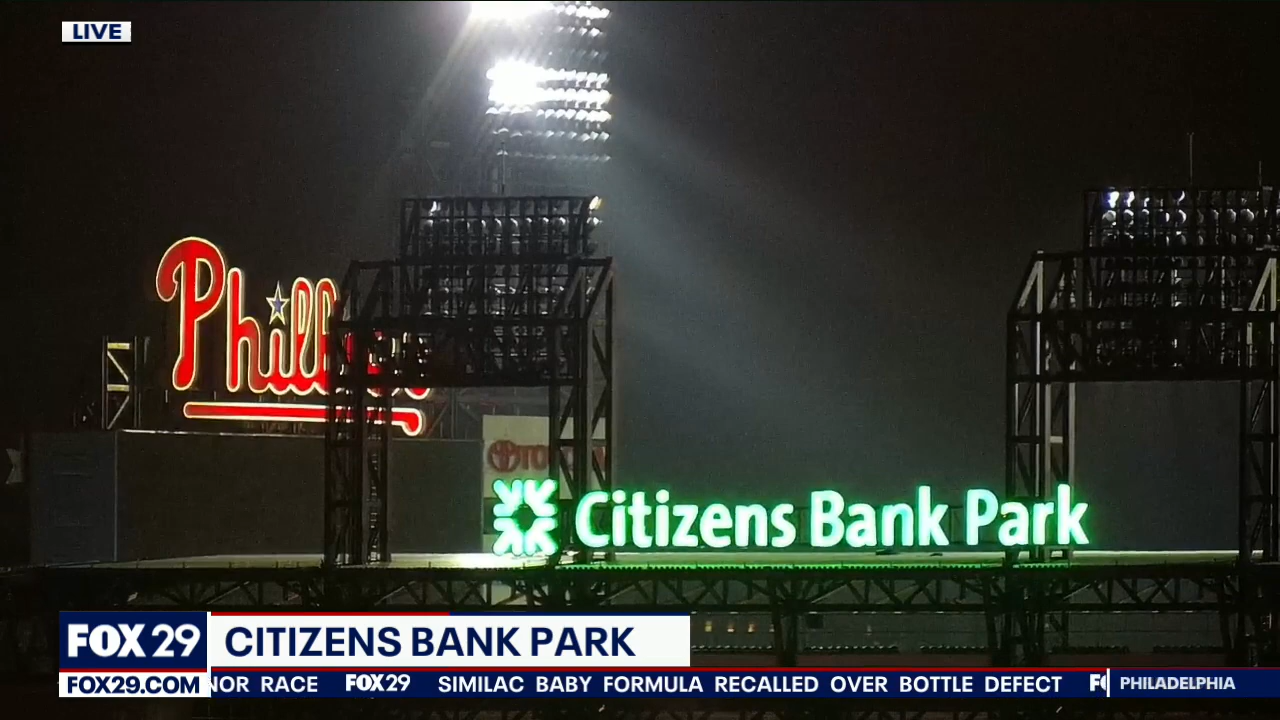 LIVE
Phillies
TOYOTA
Citizens Bank Park
FOX 29
CITIZENS BANK PARK
FOX29.COM
NOR RACE FOX29 SIMILAC BABY FORMULA RECALLED OVER BOTTLE DEFECT
PHILADELPHIA